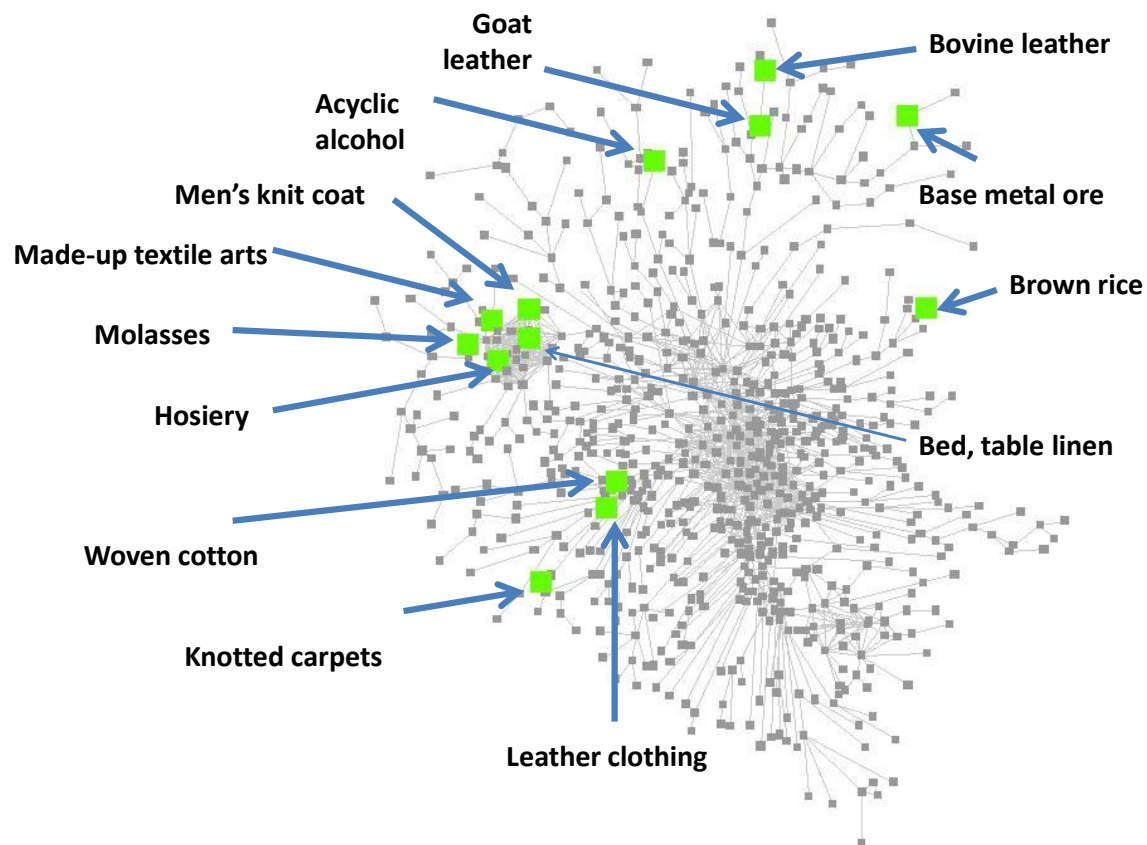 Goat
leather
Bovine leather
Acyclic
alcohol
Men's knit coat
Base metal ore
Made-up textile arts
Brown rice
Molasses
Hosiery
Bed, table linen
Woven cotton
Knotted carpets
Leather clothing